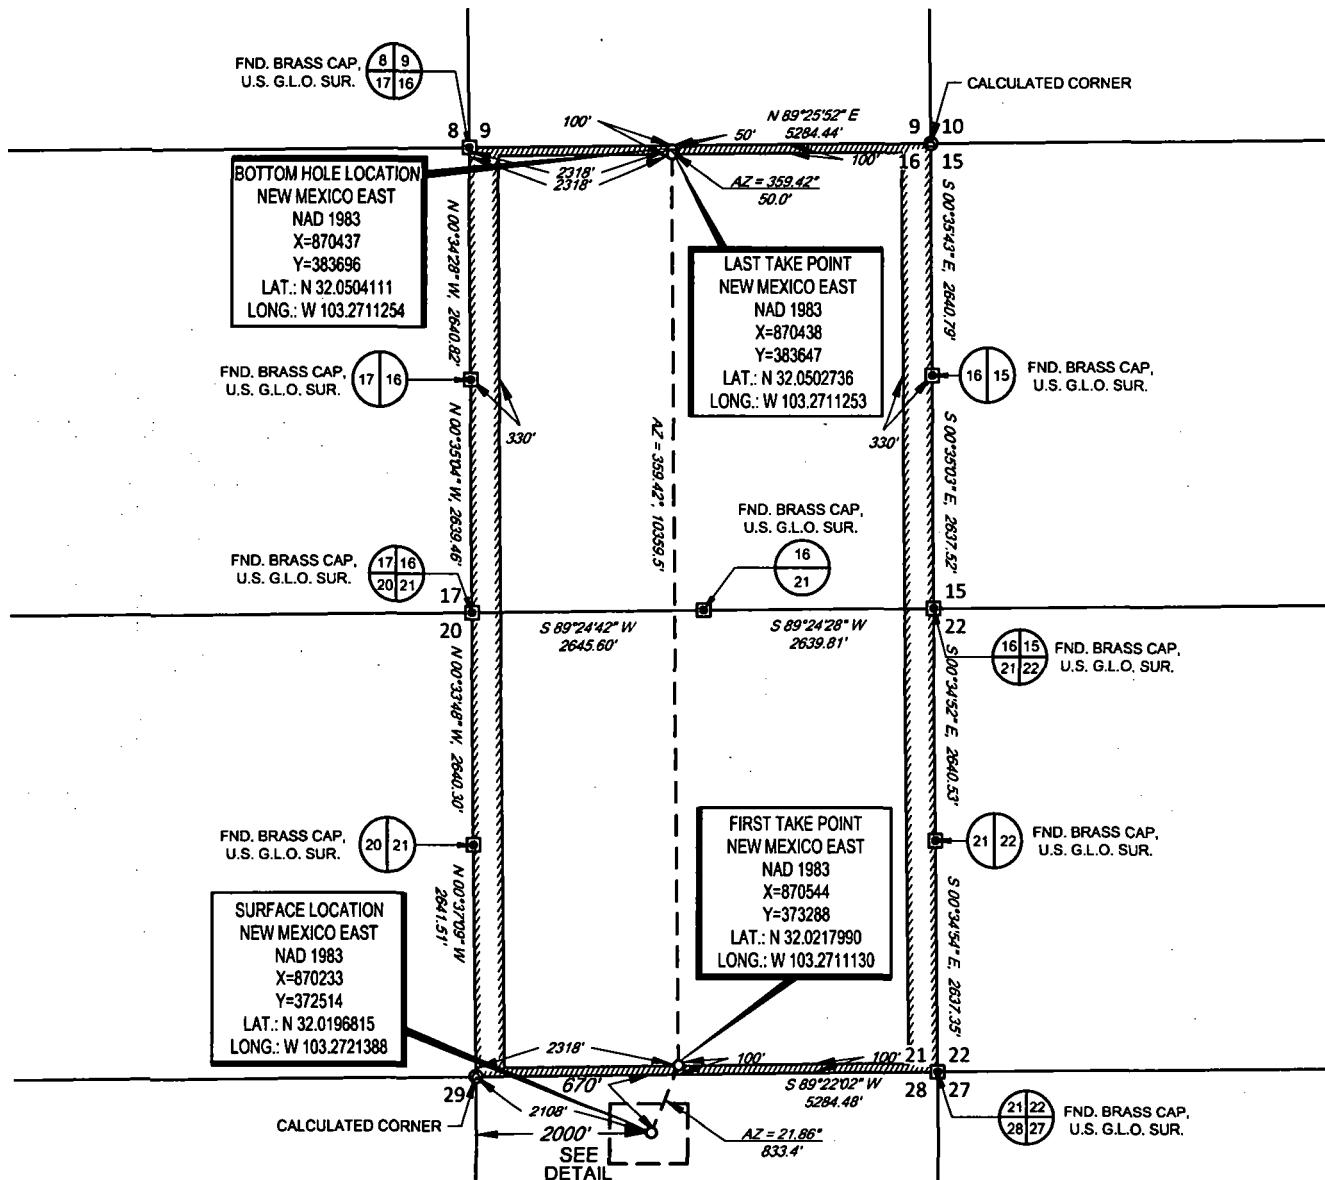 FND. BRASS CAP,
U.S. G.L.O. SUR.
8 9
17 16
CALCULATED CORNER
N 89°25'52" E
5284.44'
100'
50'
100'
8 9
9 10
16 15
2318'
2318'
AZ = 359.42°
50.0'
BOTTOM HOLE LOCATION
NEW MEXICO EAST
NAD 1983
X=870437
Y=383696
LAT.: N 32.0504111
LONG.: W 103.2711254
LAST TAKE POINT
NEW MEXICO EAST
NAD 1983
X=870438
Y=383647
LAT.: N 32.0502736
LONG.: W 103.2711253
N 00°34'28" W, 2640.82'
S 00°35'43" E, 2640.79'
FND. BRASS CAP,
U.S. G.L.O. SUR.
17 16
16 15
FND. BRASS CAP,
U.S. G.L.O. SUR.
330'
330'
N 00°35'04" W, 2639.46'
AZ = 359.42°, 10359.5'
S 00°35'03" E, 2637.52'
FND. BRASS CAP,
U.S. G.L.O. SUR.
16
21
FND. BRASS CAP,
U.S. G.L.O. SUR.
17 16
20 21
17
20
15
22
S 89°24'42" W
2645.60'
S 89°24'28" W
2639.81'
16 15
21 22
FND. BRASS CAP,
U.S. G.L.O. SUR.
N 00°33'48" W, 2640.30'
S 00°34'52" E, 2640.53'
FND. BRASS CAP,
U.S. G.L.O. SUR.
20 21
21 22
FND. BRASS CAP,
U.S. G.L.O. SUR.
FIRST TAKE POINT
NEW MEXICO EAST
NAD 1983
X=870544
Y=373288
LAT.: N 32.0217990
LONG.: W 103.2711130
N 00°37'09" W
2641.51'
S 00°34'54" E, 2637.35'
SURFACE LOCATION
NEW MEXICO EAST
NAD 1983
X=870233
Y=372514
LAT.: N 32.0196815
LONG.: W 103.2721388
2318'
100'
100'
21 22
28 27
29
670'
S 89°22'02" W
5284.48'
2108'
CALCULATED CORNER
2000'
SEE
DETAIL
AZ = 21.86°
833.4'
21 22
28 27
FND. BRASS CAP,
U.S. G.L.O. SUR.